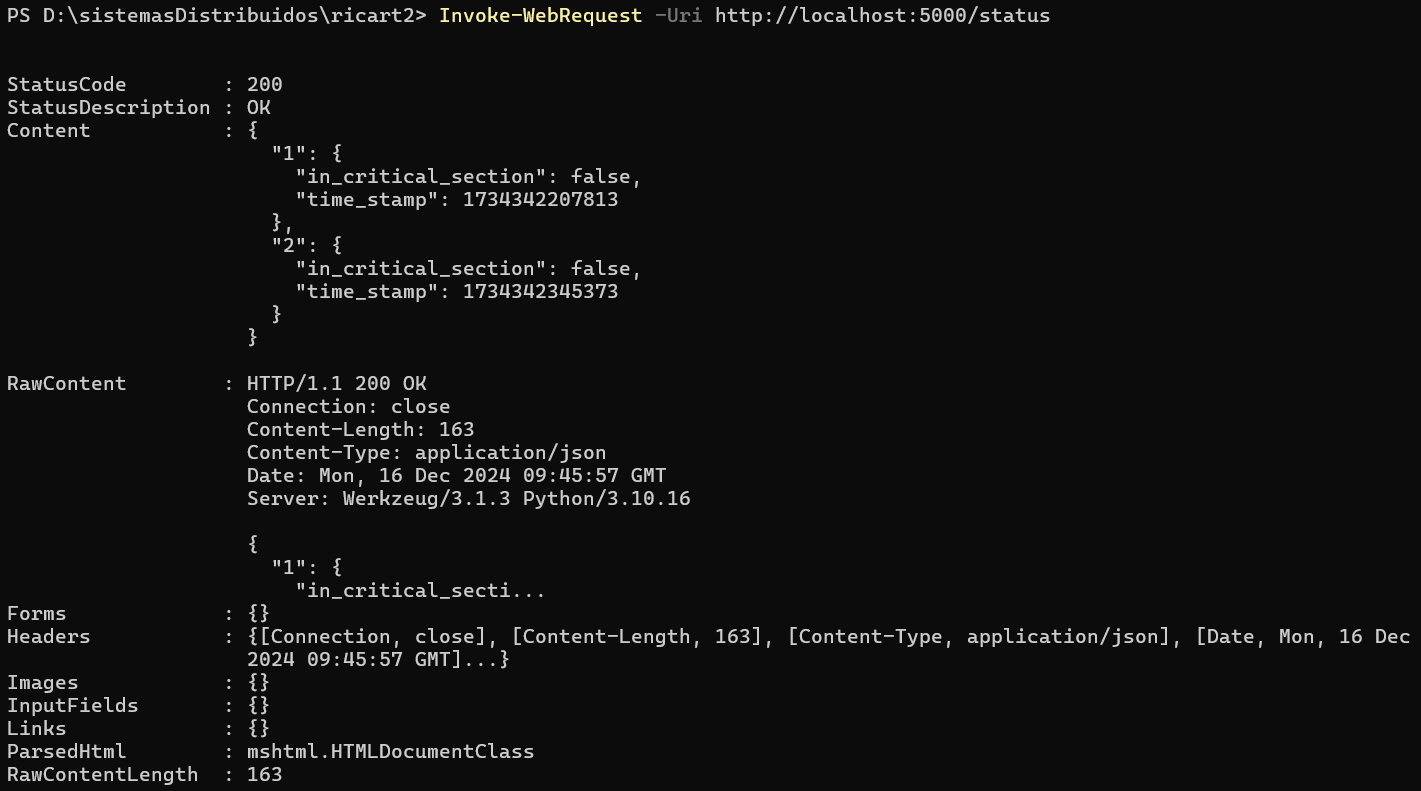 PS D:\sistemasDistribuidos\ricart2> Invoke-WebRequest -Uri http://localhost:5000/status
StatusCode        : 200
StatusDescription : OK
Content           : {
                      "1": {
                        "in_critical_section": false,
                        "time_stamp": 1734342207813
                      },
                      "2": {
                        "in_critical_section": false,
                        "time_stamp": 1734342345373
                      }
                    }
RawContent        : HTTP/1.1 200 OK
                    Connection: close
                    Content-Length: 163
                    Content-Type: application/json
                    Date: Mon, 16 Dec 2024 09:45:57 GMT
                    Server: Werkzeug/3.1.3 Python/3.10.16
                    {
                      "1": {
                        "in_critical_secti...
Forms             : {}
Headers           : {[Connection, close], [Content-Length, 163], [Content-Type, application/json], [Date, Mon, 16 Dec
                    2024 09:45:57 GMT]...}
Images            : {}
InputFields       : {}
Links             : {}
ParsedHtml        : mshtml.HTMLDocumentClass
RawContentLength  : 163